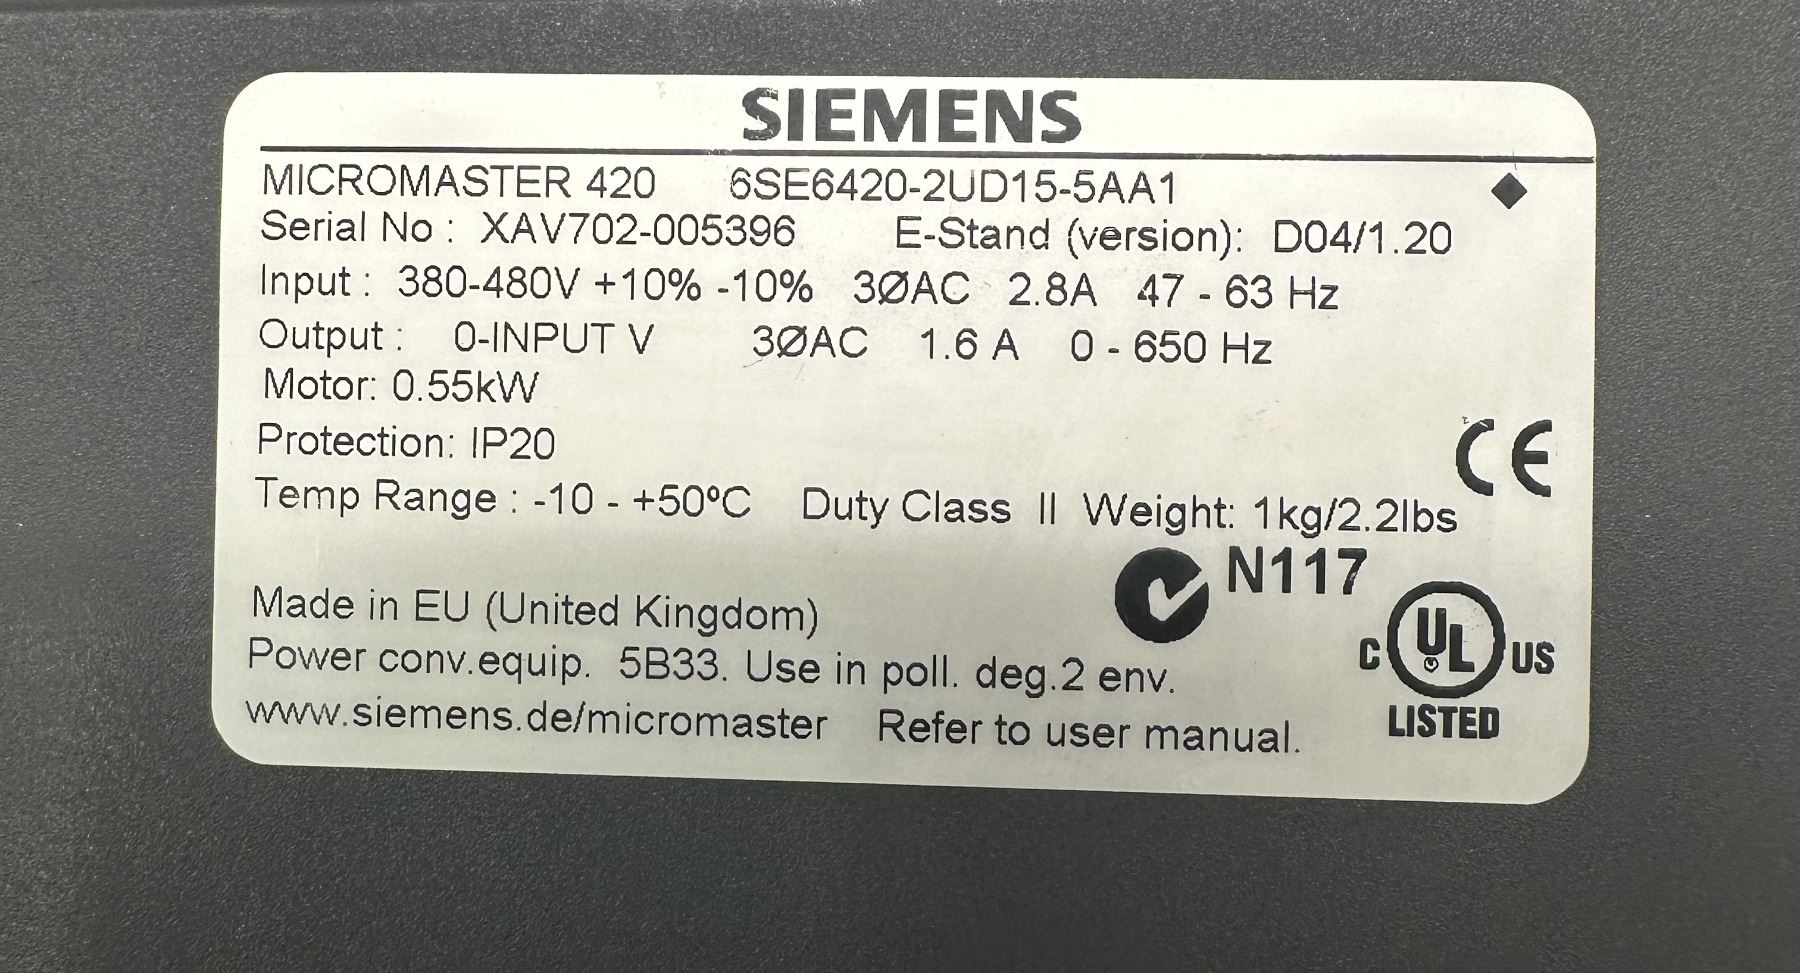 SIEMENS
MICROMASTER 420 6SE6420-2UD15-5AA1
Serial No : XAV702-005396 E-Stand (version): D04/1.20
Input : 380-480V +10% -10% 3ØAC 2.8A 47 - 63 Hz
Output : 0-INPUT V 3ØAC 1.6 A 0 - 650 Hz
Motor: 0.55kW
Protection: IP20
CE
Temp Range : -10 - +50ºC Duty Class II Weight: 1kg/2.2lbs
N117
Made in EU (United Kingdom)
C UL US
Power conv.equip. 5B33. Use in poll. deg.2 env.
www.siemens.de/micromaster Refer to user manual.
LISTED